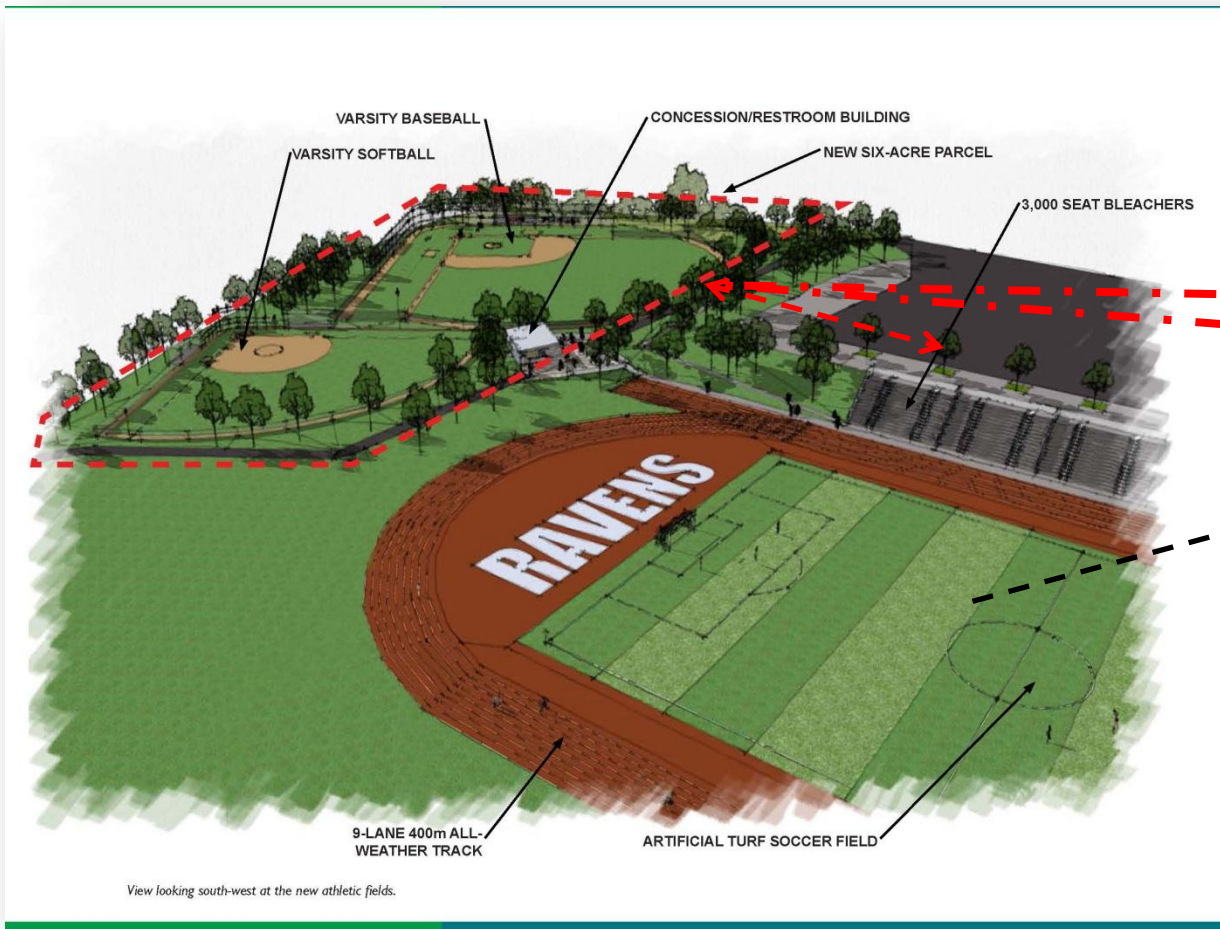 VARSITY BASEBALL
CONCESSION/RESTROOM BUILDING
VARSITY SOFTBALL
NEW SIX-ACRE PARCEL
3,000 SEAT BLEACHERS
RAVENS
9-LANE 400m ALL-
WEATHER TRACK
ARTIFICIAL TURF SOCCER FIELD
View looking south-west at the new athletic fields.